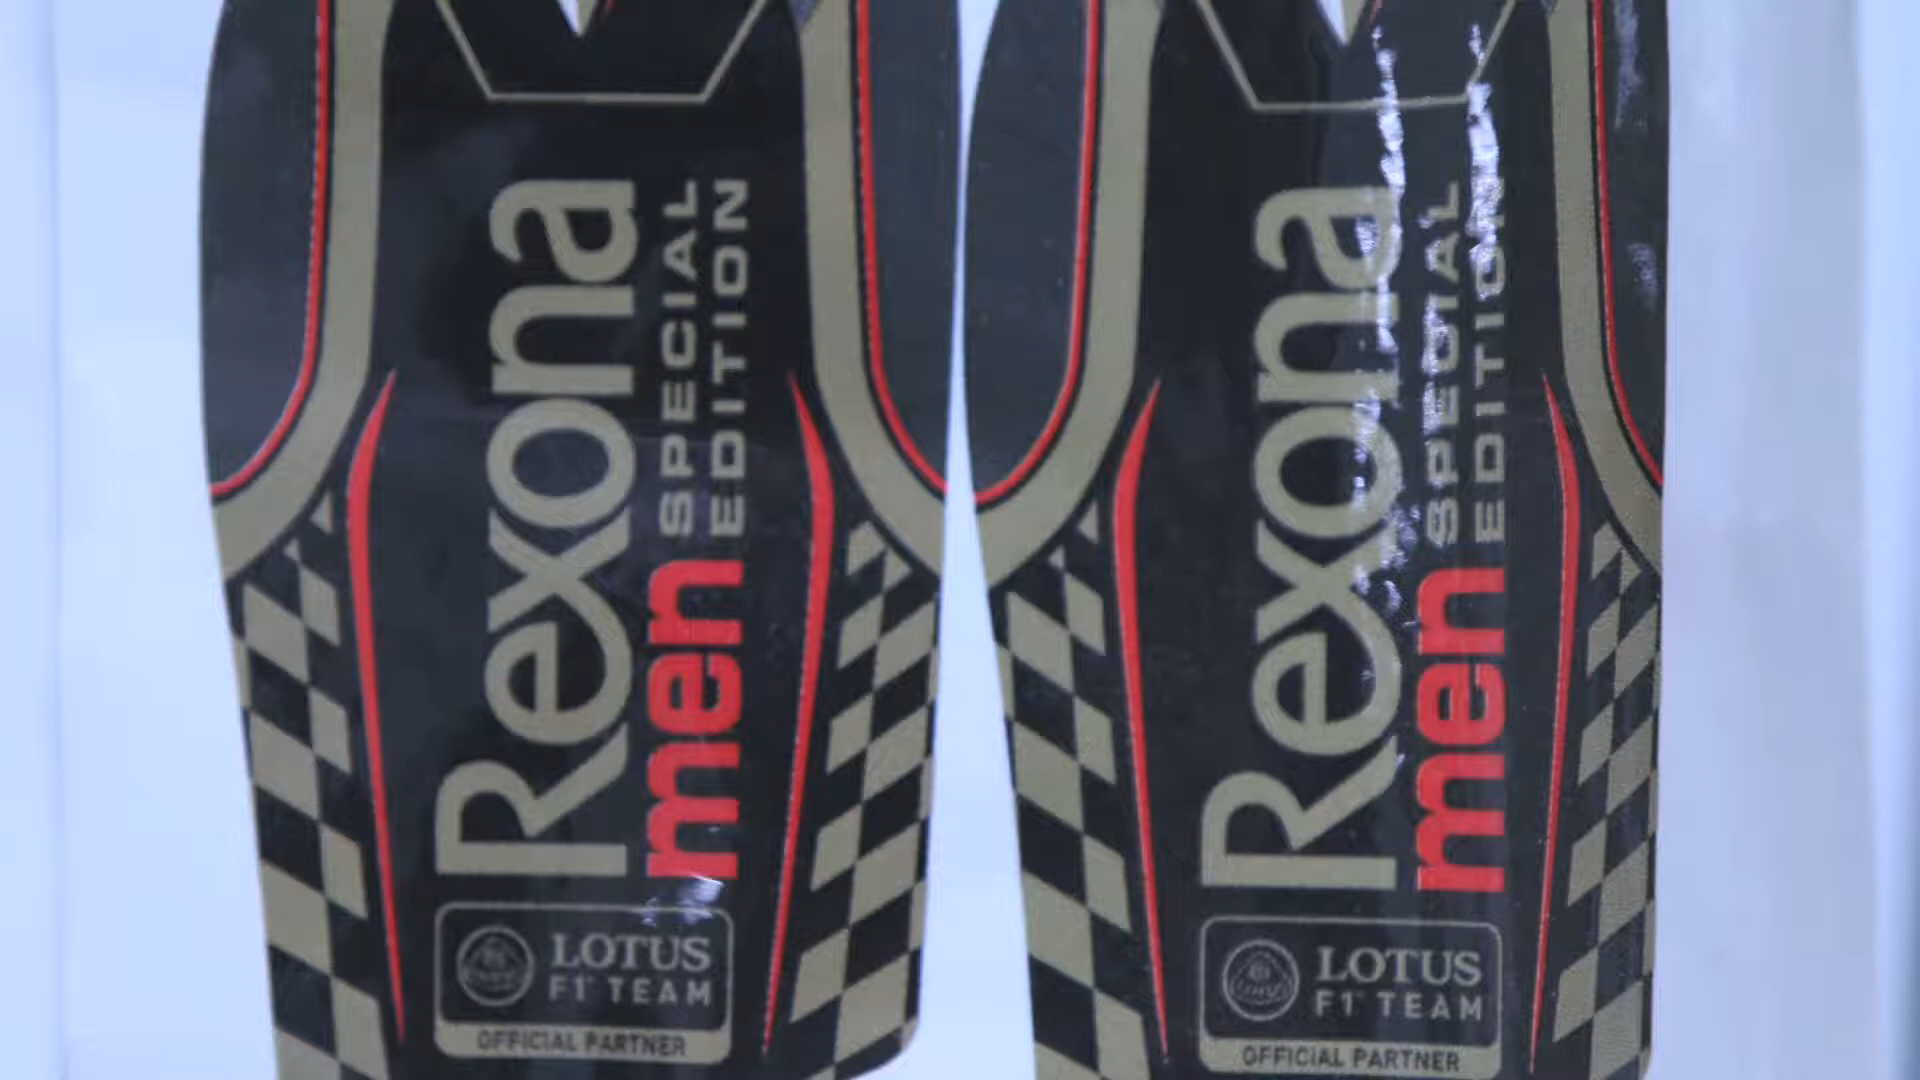 Rexona
men SPECIAL
EDITION
LOTUS
F1 TEAM
OFFICIAL PARTNER
Rexona
men SPECIAL
EDITION
LOTUS
F1 TEAM
OFFICIAL PARTNER